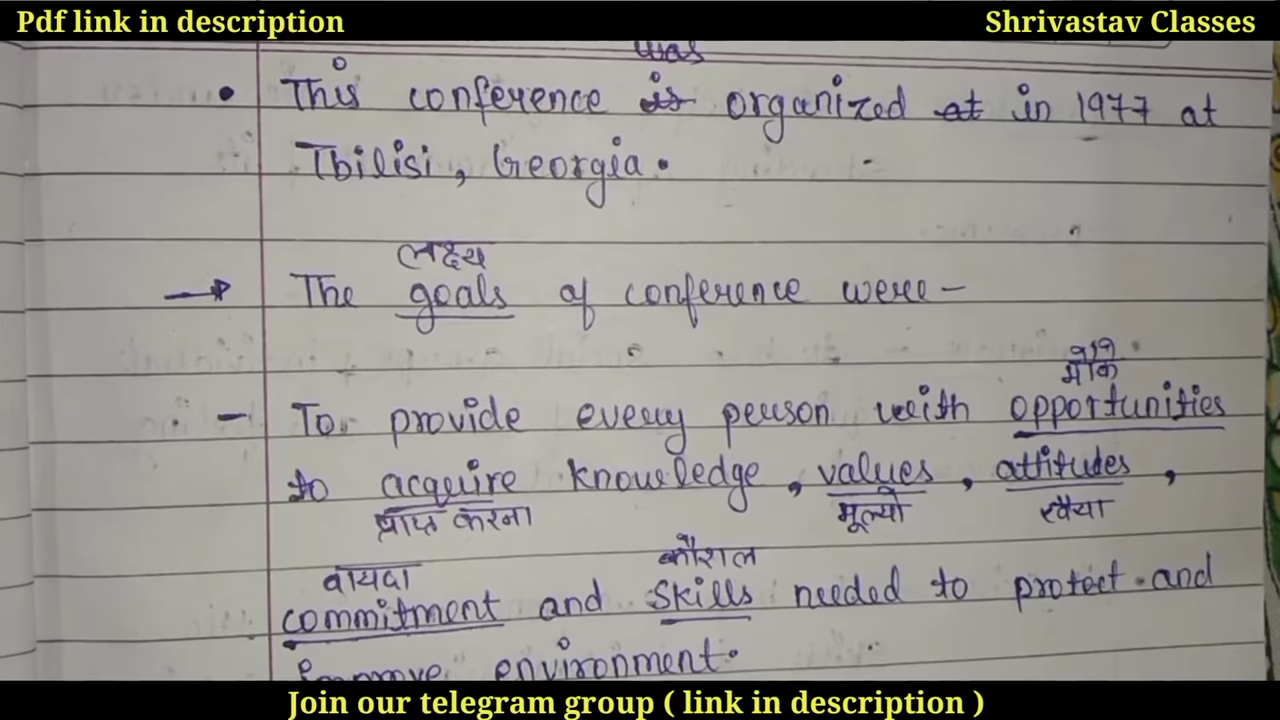 Pdf link in description
Shrivastav Classes
was
• This conference is organized at in 1977 at
Tbilisi, Georgia.
लक्ष्य
→ The goals of conference were –
मौके
– To provide every person with opportunities
to acquire knowledge, values, attitudes,
प्राप्त करना मूल्यों रवैया
वायदा कौशल
commitment and skills needed to protect and
improve environment.
Join our telegram group ( link in description )